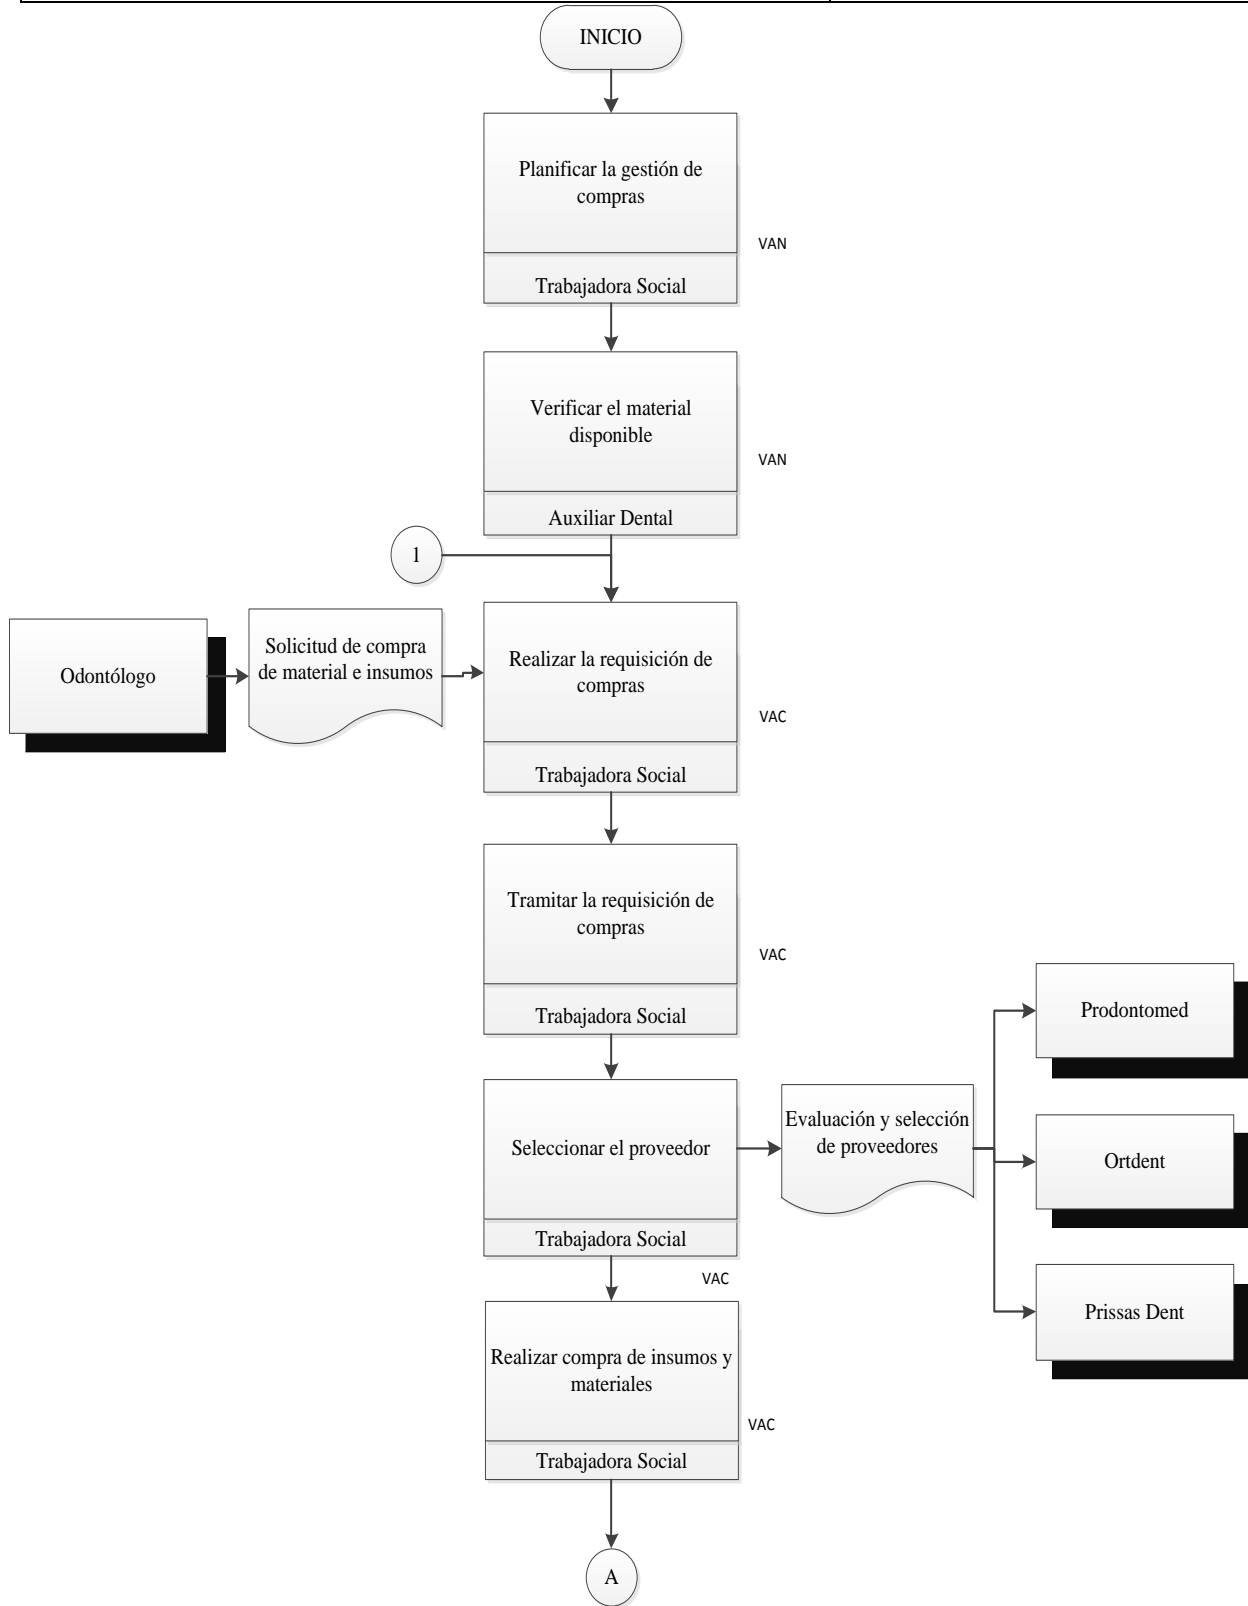 INICIO
Planificar la gestión de
compras
VAN
Trabajadora Social
Verificar el material
disponible
VAN
Auxiliar Dental
1
Odontólogo
Solicitud de compra
de material e insumos
Realizar la requisición de
compras
VAC
Trabajadora Social
Tramitar la requisición de
compras
VAC
Trabajadora Social
Seleccionar el proveedor
Evaluación y selección
de proveedores
Prodontomed
Ortdent
Prissas Dent
Trabajadora Social
VAC
Realizar compra de insumos y
materiales
VAC
Trabajadora Social
A